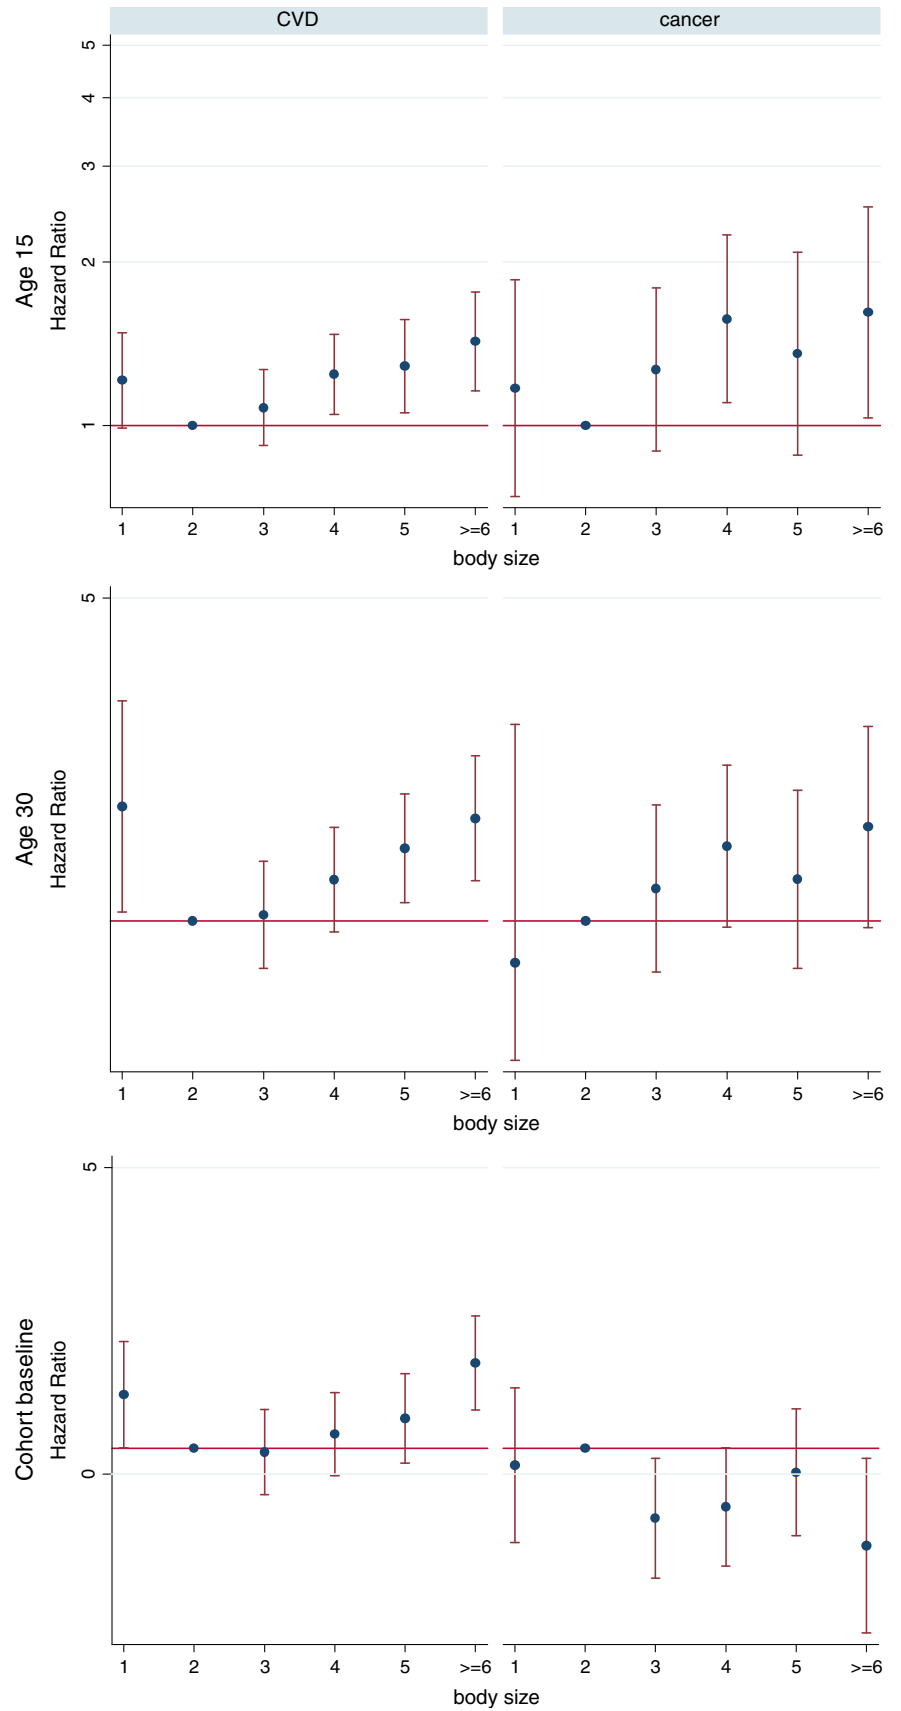 CVD cancer
5
4
3
2
1
Age 15
Hazard Ratio
1 2 3 4 5 >=6 1 2 3 4 5 >=6
body size
5
Age 30
Hazard Ratio
1 2 3 4 5 >=6 1 2 3 4 5 >=6
body size
5
0
Cohort baseline
Hazard Ratio
1 2 3 4 5 >=6 1 2 3 4 5 >=6
body size